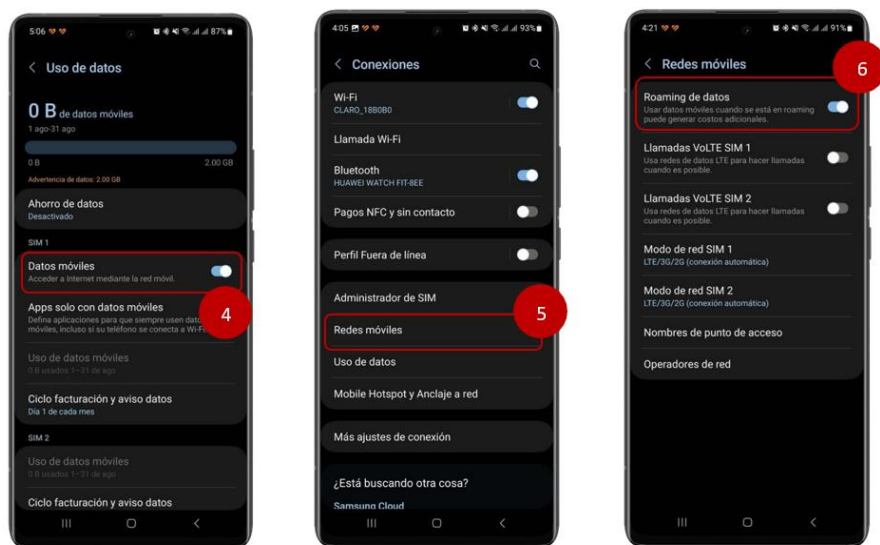 5:06
87%
Uso de datos
0 B de datos móviles
1 ago-31 ago
0 B
2.00 GB
Advertencia de datos: 2.00 GB
Ahorro de datos
Desactivado
SIM 1
Datos móviles
Acceder a Internet mediante la red móvil.
4
Apps solo con datos móviles
Defina aplicaciones para que siempre usen
móviles, incluso si su teléfono se conecta a
Uso de datos móviles
0 B usados 1–31 de ago
Ciclo facturación y aviso datos
Día 1 de cada mes
SIM 2
Uso de datos móviles
0 B usados 1–31 de ago
Ciclo facturación y aviso datos
4:05
93%
Conexiones
Wi-Fi
CLARO_18B0B0
Llamada Wi-Fi
Bluetooth
HUAWEI WATCH FIT-8EE
Pagos NFC y sin contacto
Perfil Fuera de línea
Administrador de SIM
5
Redes móviles
Uso de datos
Mobile Hotspot y Anclaje a red
Más ajustes de conexión
¿Está buscando otra cosa?
Samsung Cloud
4:21
91%
6
Redes móviles
Roaming de datos
Usar datos móviles cuando se está en roaming
puede generar costos adicionales.
Llamadas VoLTE SIM 1
Usa redes de datos LTE para hacer llamadas
cuando es posible.
Llamadas VoLTE SIM 2
Usa redes de datos LTE para hacer llamadas
cuando es posible.
Modo de red SIM 1
LTE/3G/2G (conexión automática)
Modo de red SIM 2
LTE/3G/2G (conexión automática)
Nombres de punto de acceso
Operadores de red